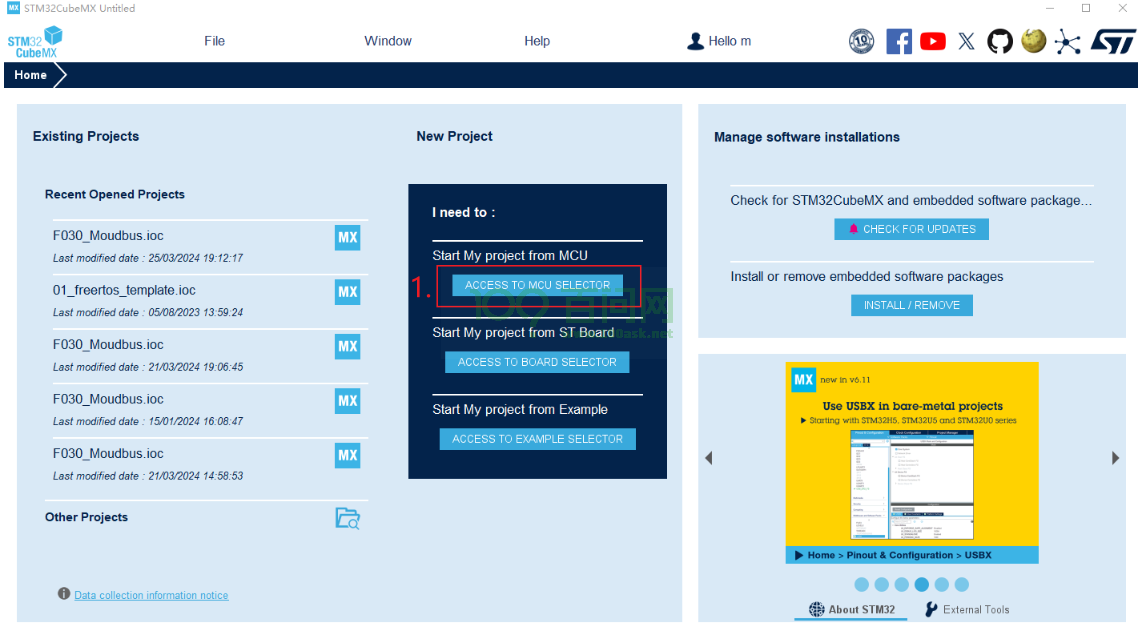 MX STM32CubeMX Untitled
STM32
CubeMX
File
Window
Help
Hello m
Home
Existing Projects
Recent Opened Projects
F030_Moudbus.ioc
Last modified date : 25/03/2024 19:12:17
MX
01_freertos_template.ioc
Last modified date : 05/08/2023 13:59:24
MX
F030_Moudbus.ioc
Last modified date : 21/03/2024 19:06:45
MX
F030_Moudbus.ioc
Last modified date : 15/01/2024 16:08:47
MX
F030_Moudbus.ioc
Last modified date : 21/03/2024 14:58:53
MX
Other Projects
Data collection information notice
New Project
I need to :
Start My project from MCU
1.
ACCESS TO MCU SELECTOR
百问网
Start My project from ST Board
ACCESS TO BOARD SELECTOR
Start My project from Example
ACCESS TO EXAMPLE SELECTOR
Manage software installations
Check for STM32CubeMX and embedded software package...
CHECK FOR UPDATES
Install or remove embedded software packages
INSTALL / REMOVE
MX new in v6.11
Use USBX in bare-metal projects
Starting with STM32H5, STM32U5 and STM32U0 series
Home > Pinout & Configuration > USBX
About STM32
External Tools